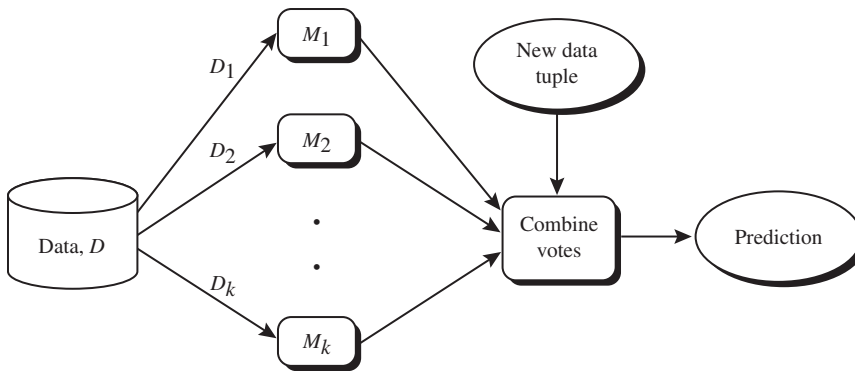 M1
New data
tuple
D1
D2
M2
Data, D
Combine
votes
Prediction
Dk
Mk